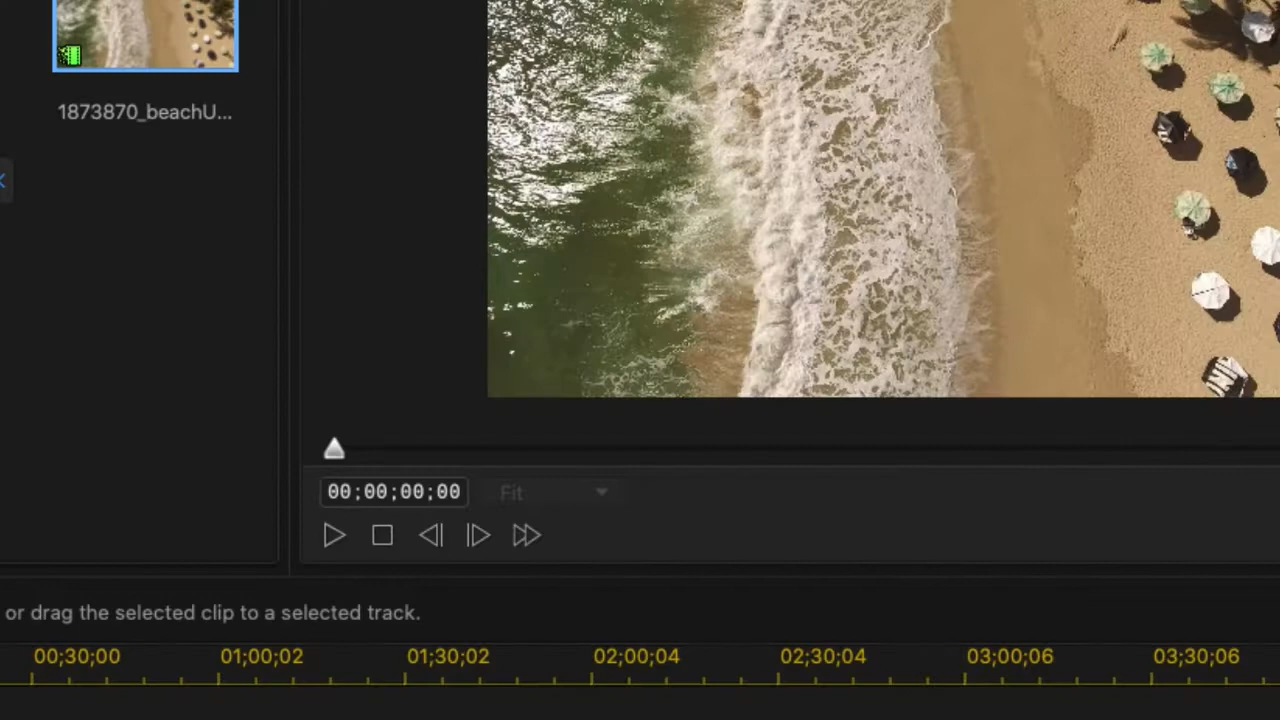 1873870_beachU...
00;00;00;00
Fit
or drag the selected clip to a selected track.
00;30;00 01;00;02 01;30;02 02;00;04 02;30;04 03;00;06 03;30;06